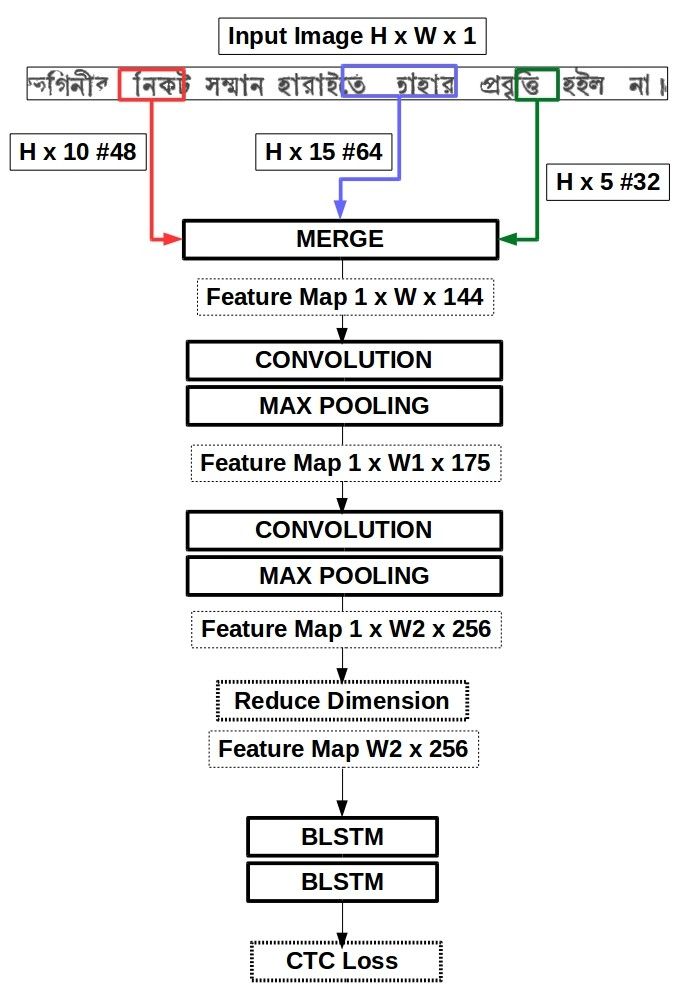 Input Image H x W x 1
ভগিনীর নিকট সম্মান হারাইতে তাহার প্রবৃত্তি হইল না।
H x 10 #48
H x 15 #64
H x 5 #32
MERGE
Feature Map 1 x W x 144
CONVOLUTION
MAX POOLING
Feature Map 1 x W1 x 175
CONVOLUTION
MAX POOLING
Feature Map 1 x W2 x 256
Reduce Dimension
Feature Map W2 x 256
BLSTM
BLSTM
CTC Loss